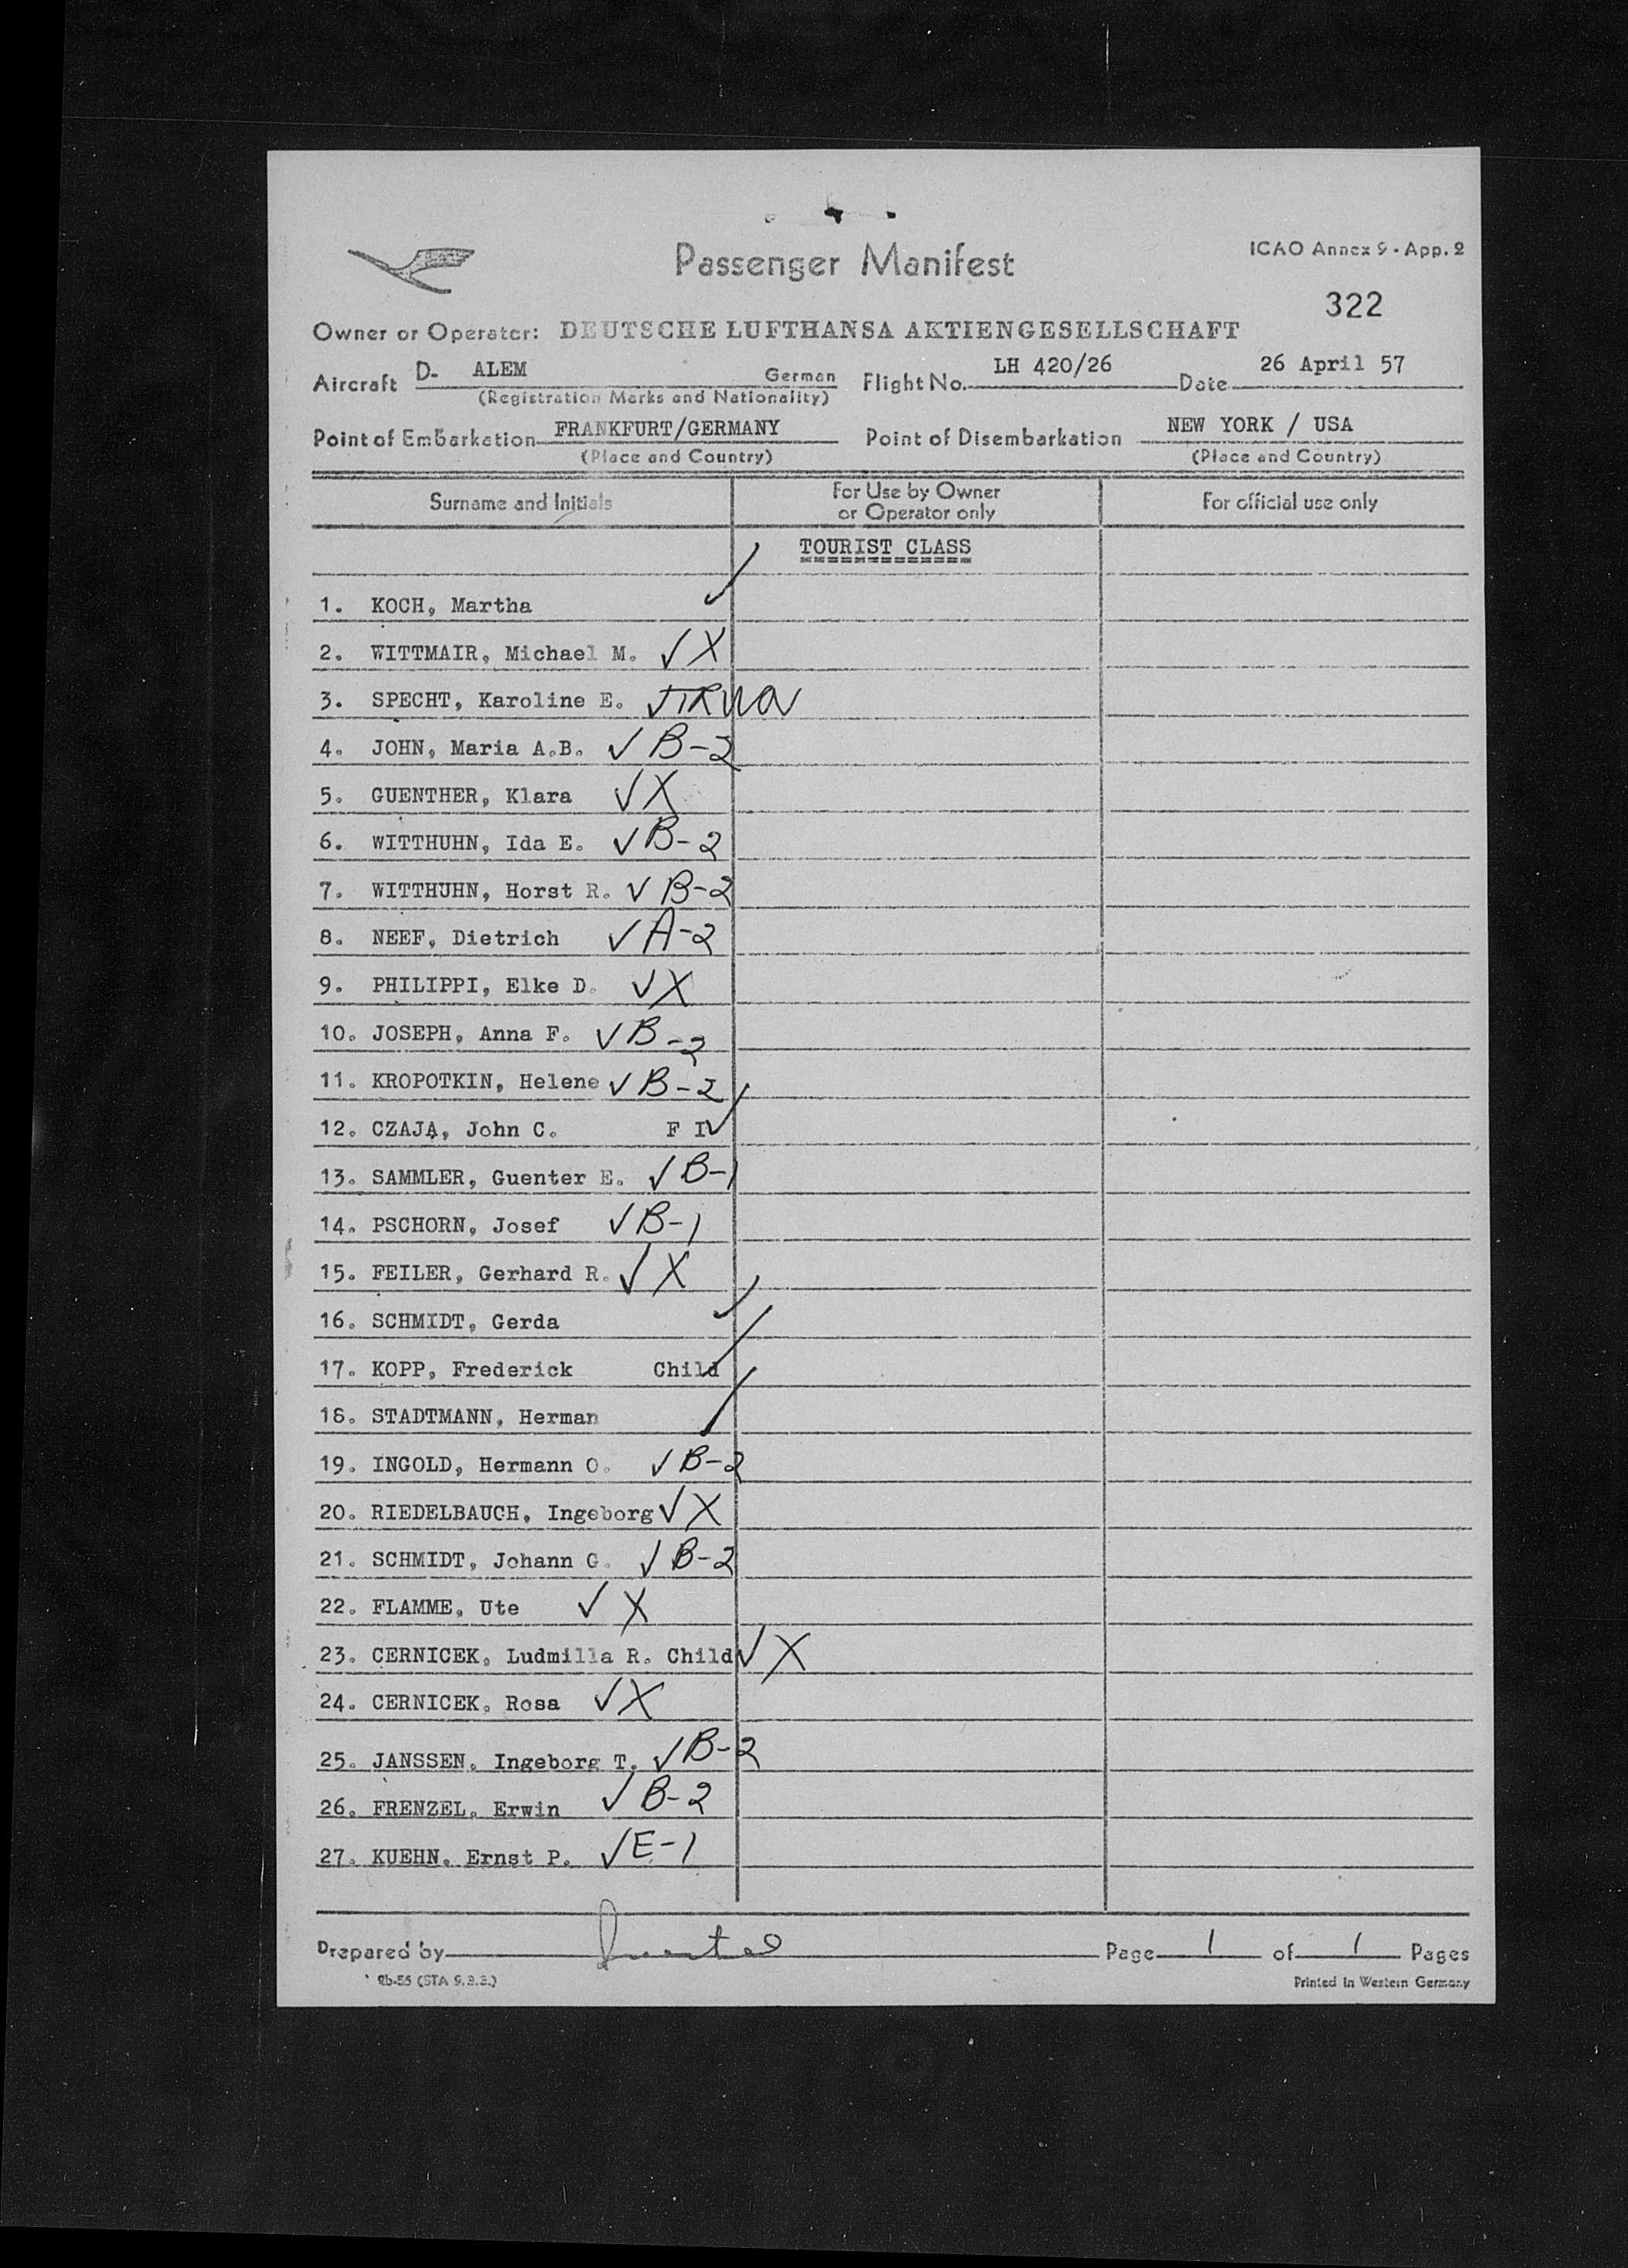 Passenger Manifest
ICAO Annex 9 - App. 2
322
Owner or Operator: DEUTSCHE LUFTHANSA AKTIENGESELLSCHAFT
Aircraft D- ALEM German Flight No. LH 420/26 Date 26 April 57
(Registration Marks and Nationality)
Point of Embarkation FRANKFURT/GERMANY Point of Disembarkation NEW YORK / USA
(Place and Country) (Place and Country)
Surname and Initials For Use by Owner or Operator only For official use only
TOURIST CLASS
1. KOCH, Martha ✓
2. WITTMAIR, Michael M. ✓ X
3. SPECHT, Karoline E. ✓
4. JOHN, Maria A.B. ✓ B-2
5. GUENTHER, Klara ✓ X
6. WITTHUHN, Ida E. ✓ B-2
7. WITTHUHN, Horst R. ✓ B-2
8. NEEF, Dietrich ✓ A-2
9. PHILIPPI, Elke D. ✓ X
10. JOSEPH, Anna F. ✓ B-2
11. KROPOTKIN, Helene ✓ B-2
12. CZAJA, John C. F I ✓
13. SAMMLER, Guenter E. ✓ B-1
14. PSCHORN, Josef ✓ B-1
15. FEILER, Gerhard R. ✓ X
16. SCHMIDT, Gerda ✓
17. KOPP, Frederick Child ✓
18. STADTMANN, Herman ✓
19. INGOLD, Hermann O. ✓ B-2
20. RIEDELBAUCH, Ingeborg ✓ X
21. SCHMIDT, Johann G. ✓ B-2
22. FLAMME, Ute ✓ X
23. CERNICEK, Ludmilla R. Child ✓ X
24. CERNICEK, Rosa ✓ X
25. JANSSEN, Ingeborg T. ✓ B-2
26. FRENZEL, Erwin ✓ B-2
27. KUEHN, Ernst P. ✓ E-1
Prepared by Page 1 of 1 Pages
Printed in Western Germany